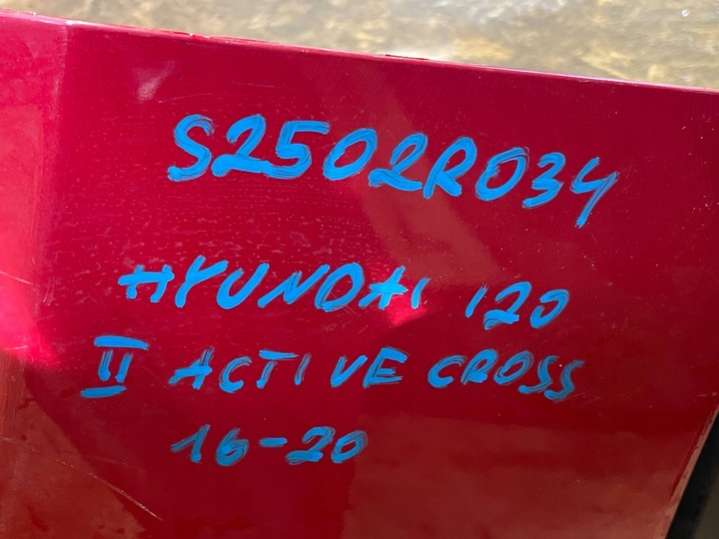 S2502R034
HYUNDAI i20
II ACTIVE CROSS
16-20